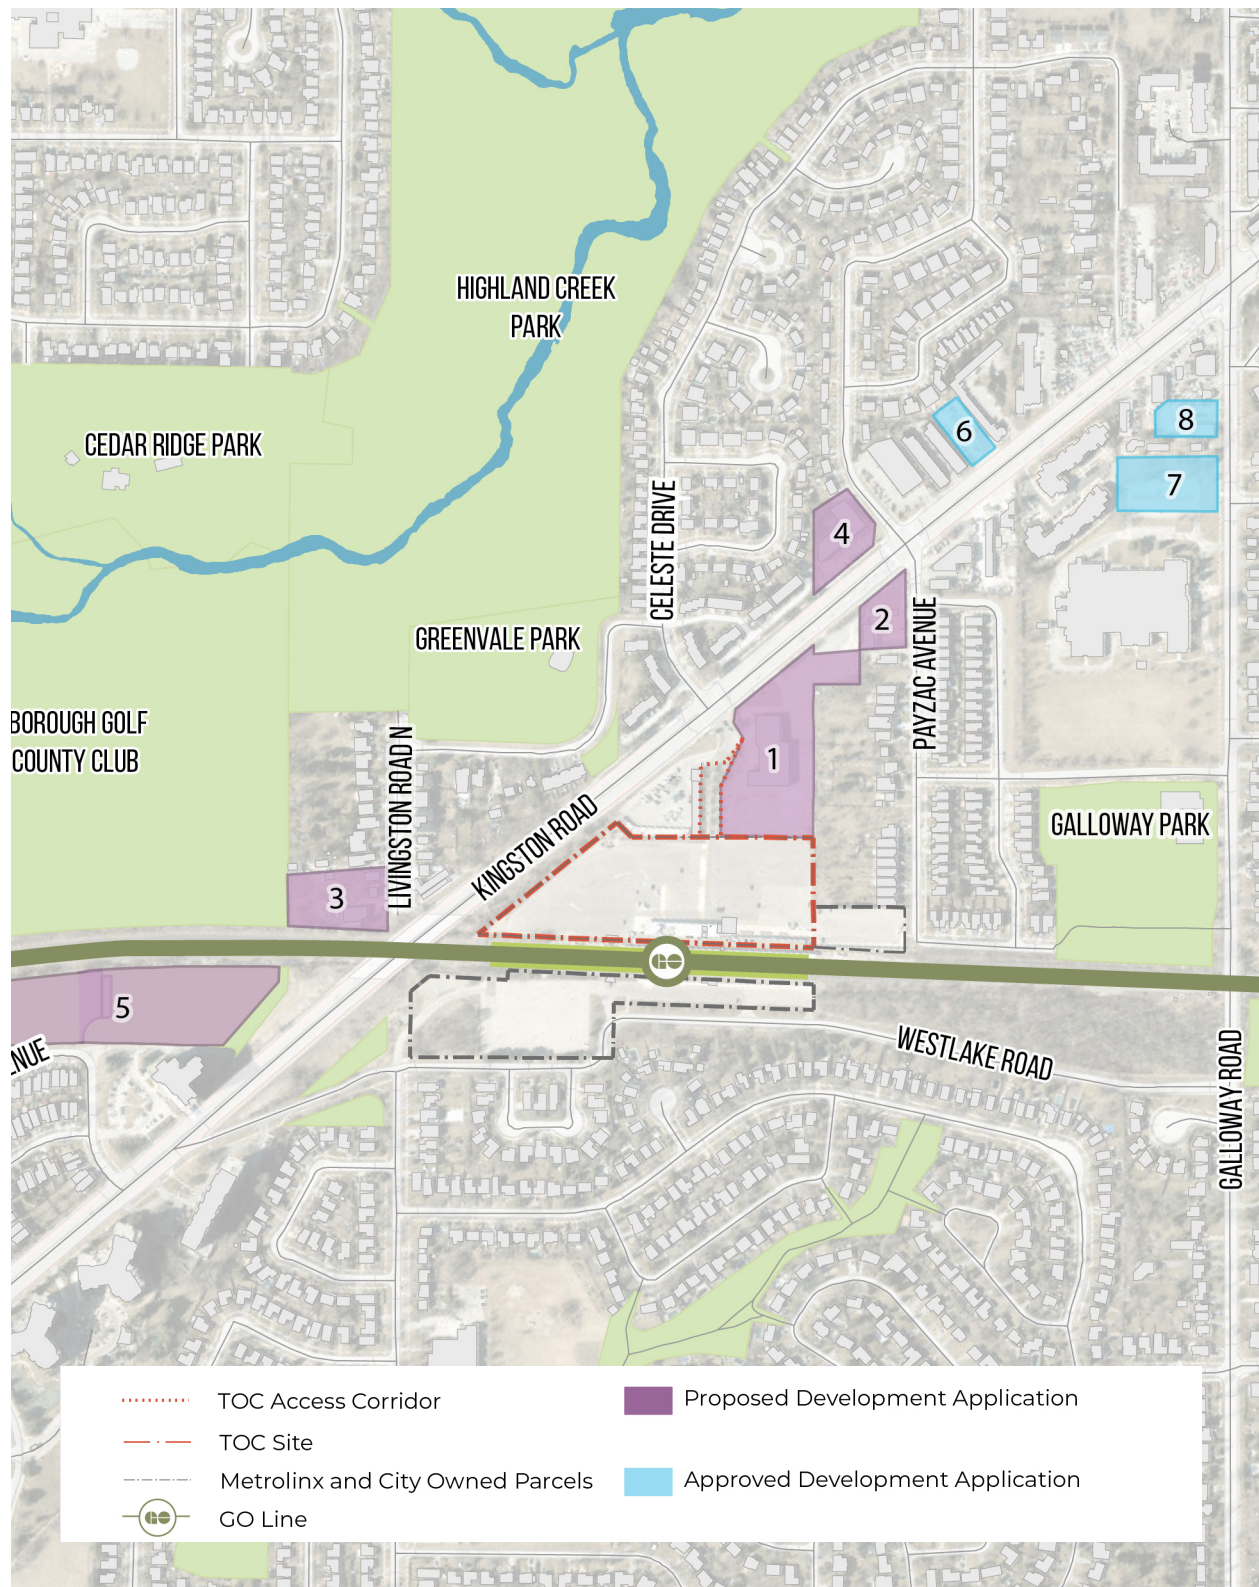 HIGHLAND CREEK
PARK
CEDAR RIDGE PARK
8
6
7
CELESTE DRIVE
4
GREENVALE PARK
2
PAYZAC AVENUE
BOROUGH GOLF
COUNTY CLUB
LIVINGSTON ROAD N
1
KINGSTON ROAD
GALLOWAY PARK
3
GO
5
NUE
WESTLAKE ROAD
GALLOWAY ROAD
TOC Access Corridor
TOC Site
Metrolinx and City Owned Parcels
GO
GO Line
Proposed Development Application
Approved Development Application